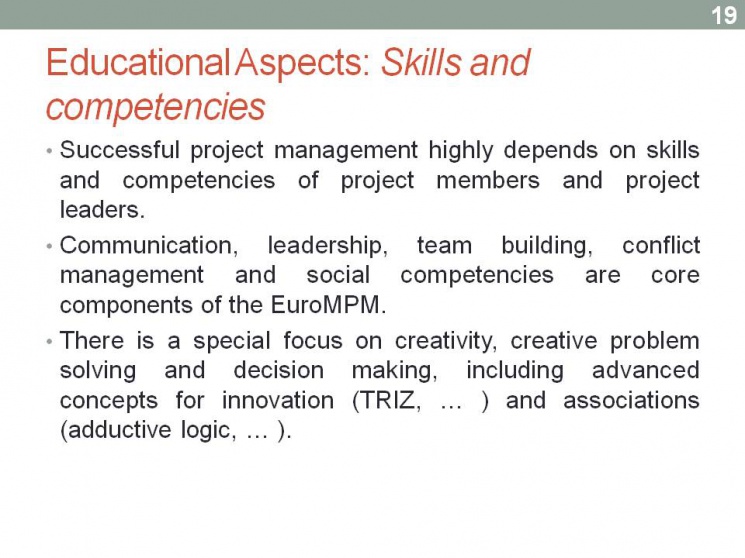 19
Educational Aspects: Skills and
competencies
• Successful project management highly depends on skills
and competencies of project members and project
leaders.
• Communication, leadership, team building, conflict
management and social competencies are core
components of the EuroMPM.
• There is a special focus on creativity, creative problem
solving and decision making, including advanced
concepts for innovation (TRIZ, … ) and associations
(adductive logic, … ).